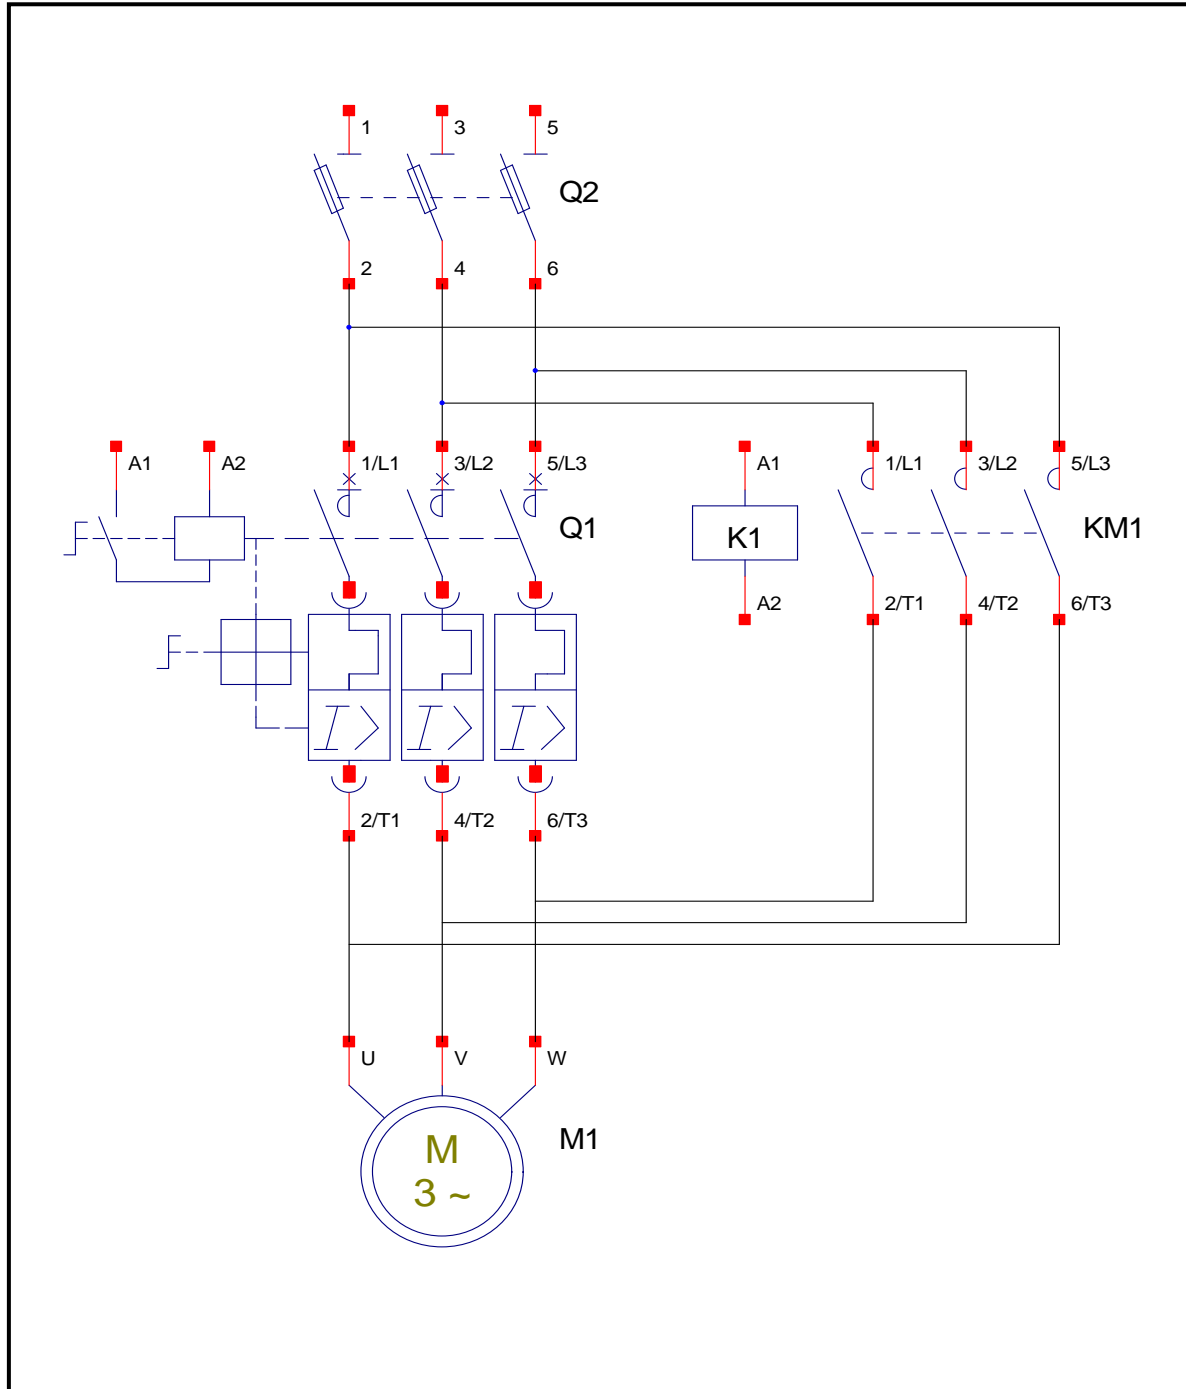 1 3 5
Q2
2 4 6
A1 A2 1/L1 3/L2 5/L3 A1 1/L1 3/L2 5/L3
Q1 K1 KM1
A2 2/T1 4/T2 6/T3
I> I> I>
2/T1 4/T2 6/T3
U V W
M1
M
3 ~